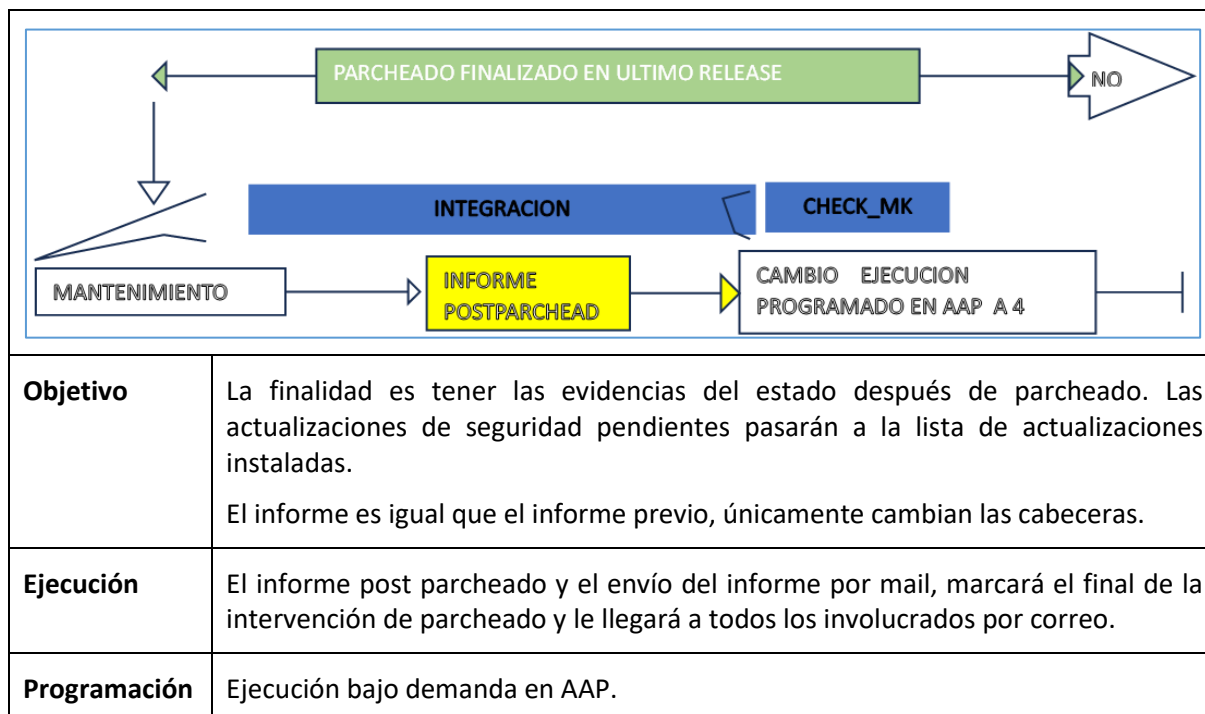 PARCHEADO FINALIZADO EN ULTIMO RELEASE
NO
INTEGRACION
CHECK_MK
MANTENIMIENTO
INFORME
POSTPARCHEAD
CAMBIO EJECUCION
PROGRAMADO EN AAP A 4
Objetivo
La finalidad es tener las evidencias del estado después de parcheado. Las
actualizaciones de seguridad pendientes pasarán a la lista de actualizaciones
instaladas.
El informe es igual que el informe previo, únicamente cambian las cabeceras.
Ejecución
El informe post parcheado y el envío del informe por mail, marcará el final de la
intervención de parcheado y le llegará a todos los involucrados por correo.
Programación
Ejecución bajo demanda en AAP.